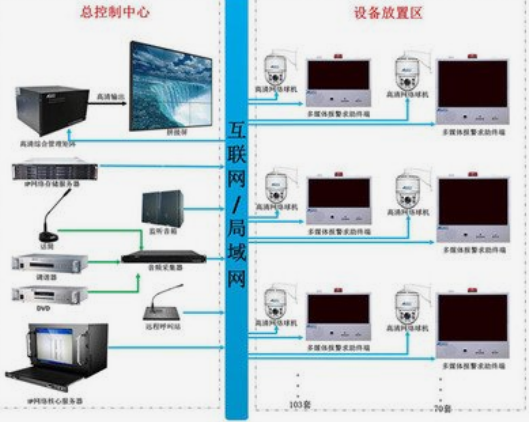 总控制中心
设备放置区
高清输出
拼接屏
高清综合管理矩阵
IP网络存储服务器
话筒
监听音箱
调谐器
音频采集器
DVD
远程呼叫站
IP网络核心服务器
互联网/局域网
高清网络球机
多媒体报警求助终端
高清网络球机
多媒体报警求助终端
高清网络球机
多媒体报警求助终端
高清网络球机
多媒体报警求助终端
高清网络球机
多媒体报警求助终端
高清网络球机
多媒体报警求助终端
103套
70套